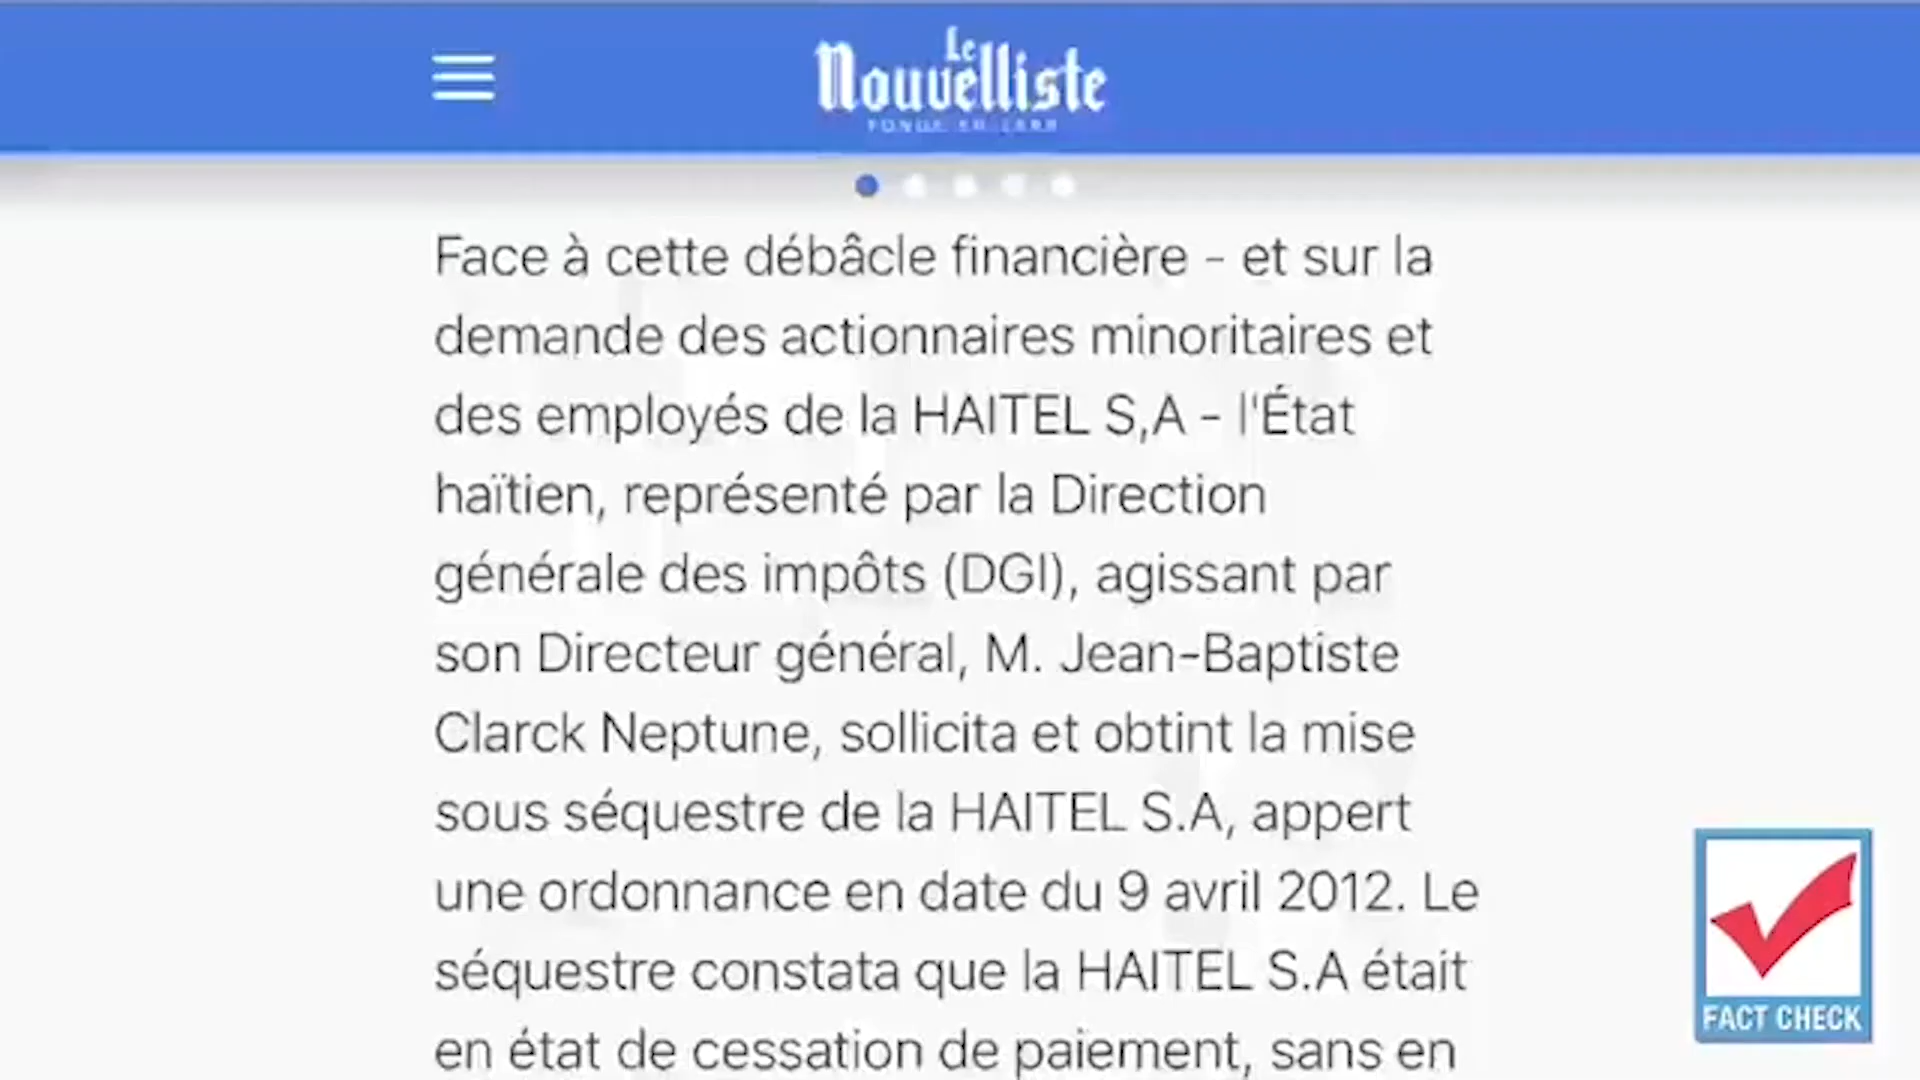 Le
Nouvelliste
Face à cette débâcle financière - et sur la
demande des actionnaires minoritaires et
des employés de la HAITEL S,A - l'État
haïtien, représenté par la Direction
générale des impôts (DGI), agissant par
son Directeur général, M. Jean-Baptiste
Clarck Neptune, sollicita et obtint la mise
sous séquestre de la HAITEL S.A, appert
une ordonnance en date du 9 avril 2012. Le
séquestre constata que la HAITEL S.A était
en état de cessation de paiement, sans en
FACT CHECK